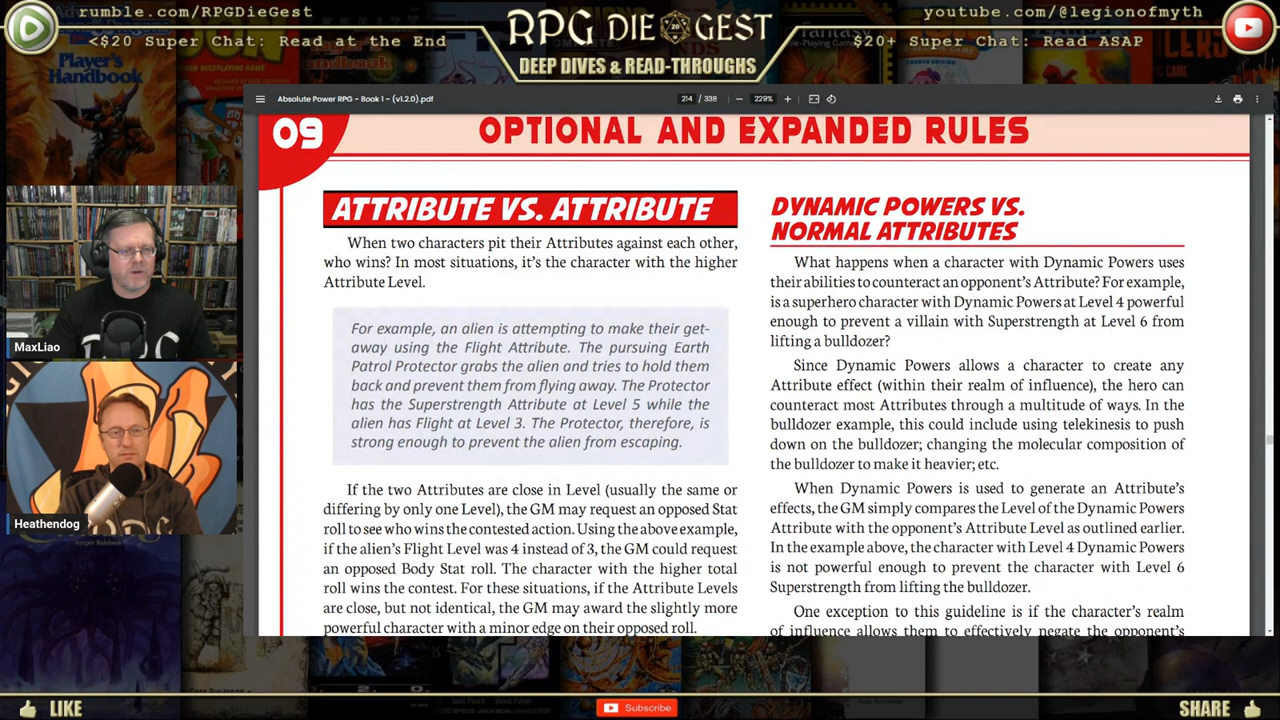 rumble.com/RPGDieGest
<$20 Super Chat: Read at the End
RPG DIE GEST
DEEP DIVES & READ-THROUGHS
youtube.com/@legionofmyth
$20+ Super Chat: Read ASAP
Player's
Handbook
Absolute Power RPG - Book 1 - (v1.2.0).pdf
214 / 338
229%
09
OPTIONAL AND EXPANDED RULES
ATTRIBUTE VS. ATTRIBUTE
When two characters pit their Attributes against each other,
who wins? In most situations, it's the character with the higher
Attribute Level.
For example, an alien is attempting to make their get-
away using the Flight Attribute. The pursuing Earth
Patrol Protector grabs the alien and tries to hold them
back and prevent them from flying away. The Protector
has the Superstrength Attribute at Level 5 while the
alien has Flight at Level 3. The Protector, therefore, is
strong enough to prevent the alien from escaping.
If the two Attributes are close in Level (usually the same or
differing by only one Level), the GM may request an opposed Stat
roll to see who wins the contested action. Using the above example,
if the alien's Flight Level was 4 instead of 3, the GM could request
an opposed Body Stat roll. The character with the higher total
roll wins the contest. For these situations, if the Attribute Levels
are close, but not identical, the GM may award the slightly more
powerful character with a minor edge on their opposed roll.
DYNAMIC POWERS VS.
NORMAL ATTRIBUTES
What happens when a character with Dynamic Powers uses
their abilities to counteract an opponent's Attribute? For example,
is a superhero character with Dynamic Powers at Level 4 powerful
enough to prevent a villain with Superstrength at Level 6 from
lifting a bulldozer?
Since Dynamic Powers allows a character to create any
Attribute effect (within their realm of influence), the hero can
counteract most Attributes through a multitude of ways. In the
bulldozer example, this could include using telekinesis to push
down on the bulldozer; changing the molecular composition of
the bulldozer to make it heavier; etc.
When Dynamic Powers is used to generate an Attribute's
effects, the GM simply compares the Level of the Dynamic Powers
Attribute with the opponent's Attribute Level as outlined earlier.
In the example above, the character with Level 4 Dynamic Powers
is not powerful enough to prevent the character with Level 6
Superstrength from lifting the bulldozer.
One exception to this guideline is if the character's realm
of influence allows them to effectively negate the opponent's
MaxLiao
Heathendog
LIKE
Subscribe
SHARE